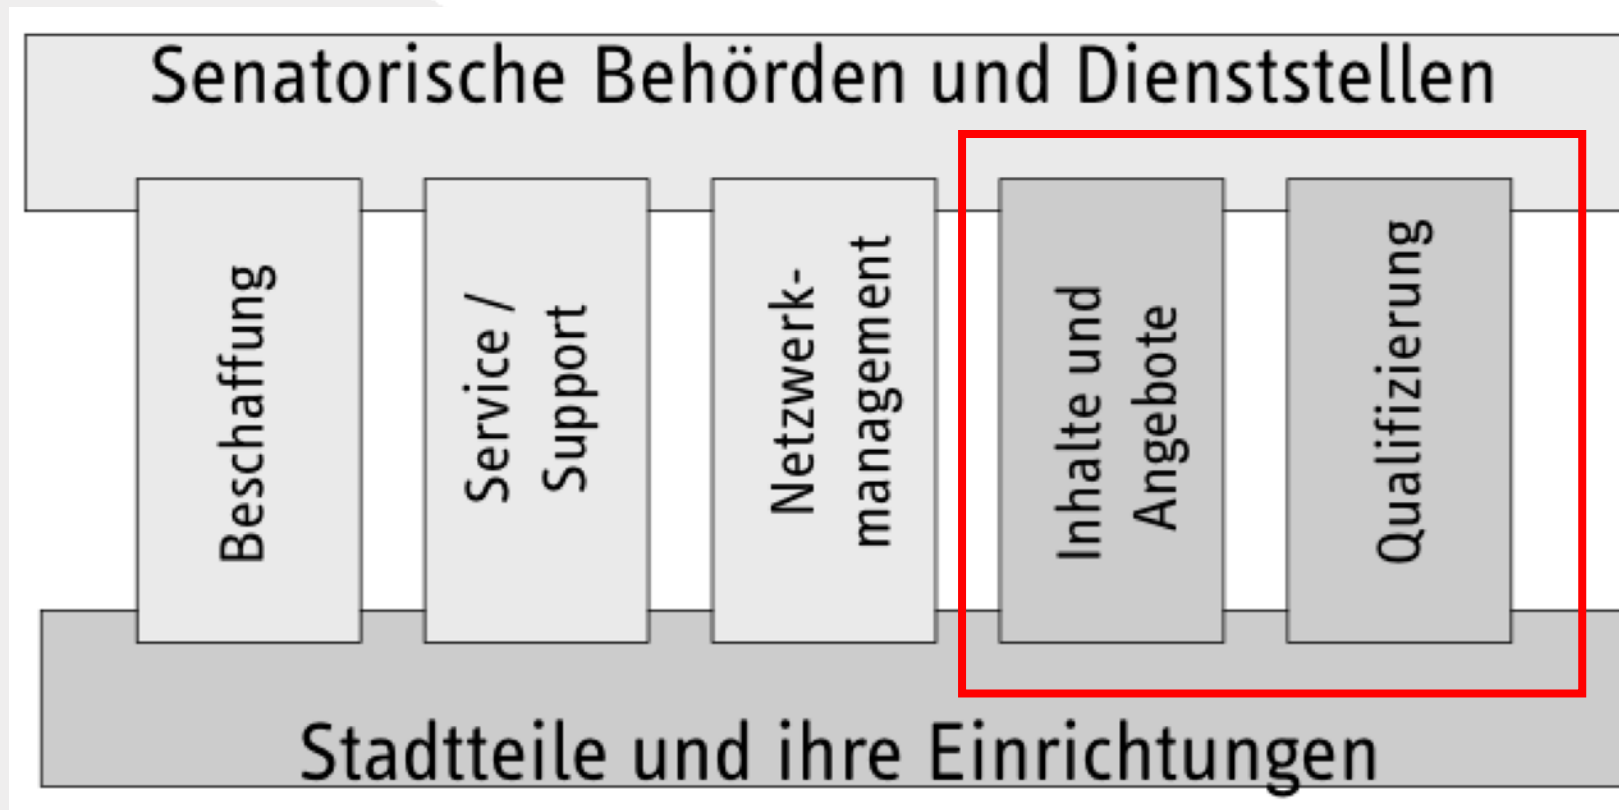 Senatorische Behörden und Dienststellen
Beschaffung
Service /
Support
Netzwerk-
management
Inhalte und
Angebote
Qualifizierung
Stadtteile und ihre Einrichtungen